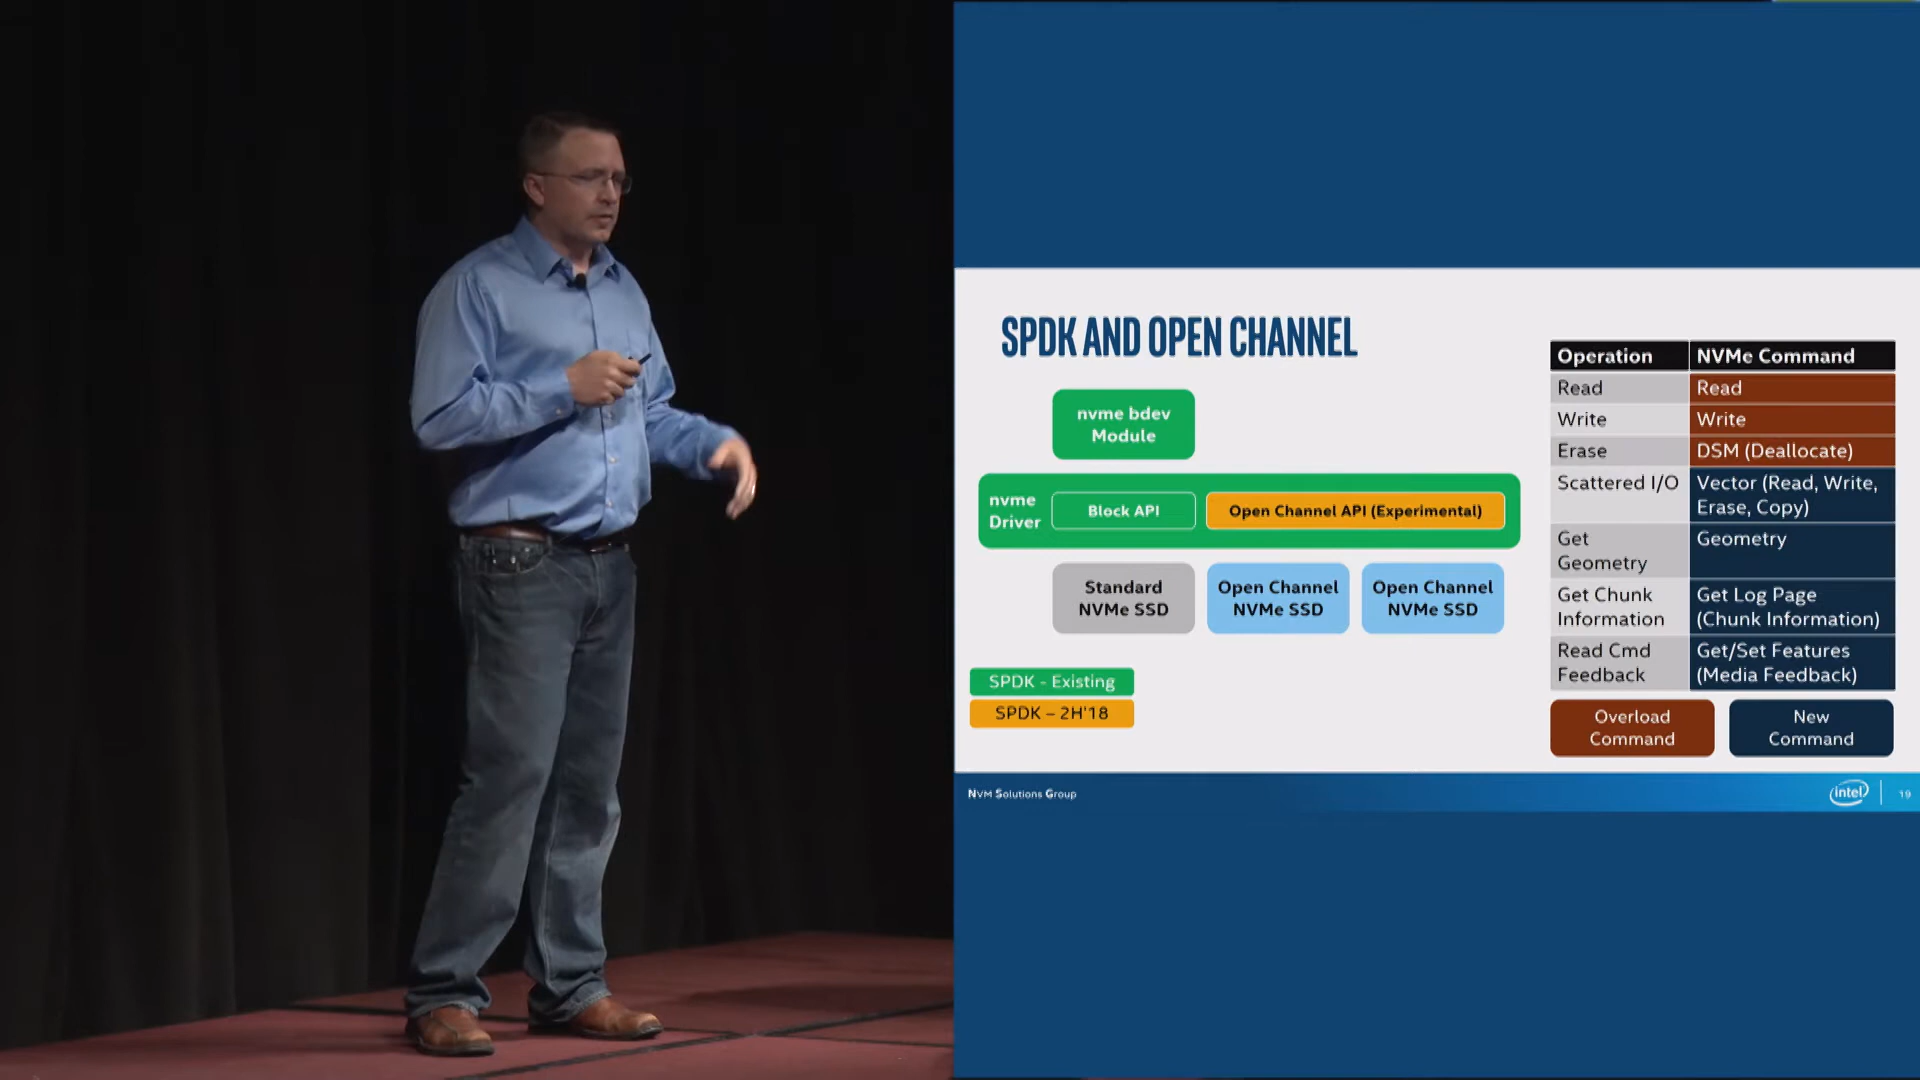 SPDK AND OPEN CHANNEL
nvme bdev
Module
nvme
Driver
Block API
Open Channel API (Experimental)
Standard
NVMe SSD
Open Channel
NVMe SSD
Open Channel
NVMe SSD
SPDK - Existing
SPDK – 2H'18
Operation
NVMe Command
Read
Read
Write
Write
Erase
DSM (Deallocate)
Scattered I/O
Vector (Read, Write,
Erase, Copy)
Get
Geometry
Geometry
Get Chunk
Information
Get Log Page
(Chunk Information)
Read Cmd
Feedback
Get/Set Features
(Media Feedback)
Overload
Command
New
Command
NVM Solutions Group
intel
19